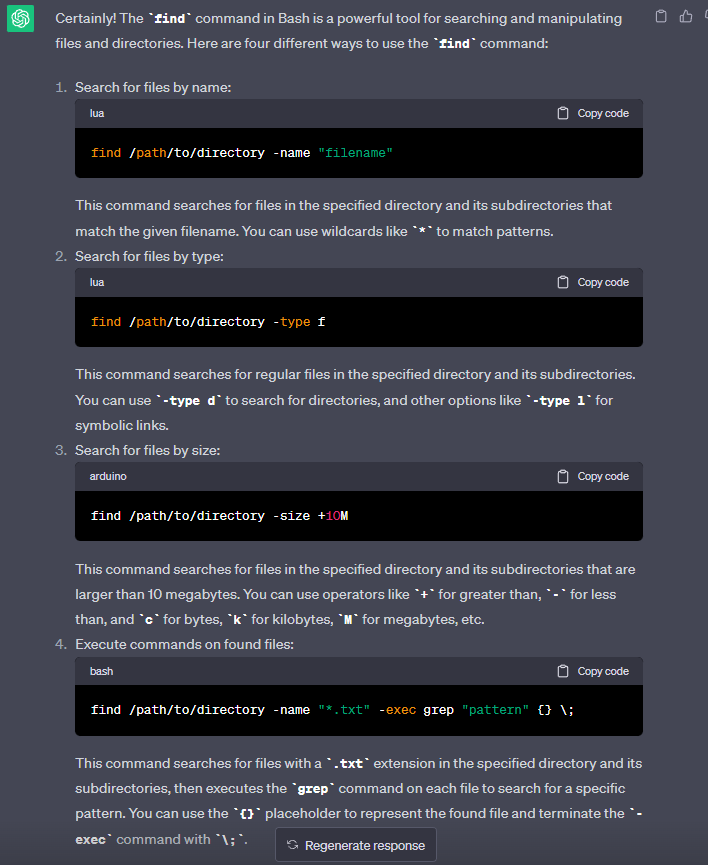 Certainly! The `find` command in Bash is a powerful tool for searching and manipulating
files and directories. Here are four different ways to use the `find` command:
1. Search for files by name:
lua
Copy code
find /path/to/directory -name "filename"
This command searches for files in the specified directory and its subdirectories that
match the given filename. You can use wildcards like `*` to match patterns.
2. Search for files by type:
lua
Copy code
find /path/to/directory -type f
This command searches for regular files in the specified directory and its subdirectories.
You can use `-type d` to search for directories, and other options like `-type l` for
symbolic links.
3. Search for files by size:
arduino
Copy code
find /path/to/directory -size +10M
This command searches for files in the specified directory and its subdirectories that are
larger than 10 megabytes. You can use operators like `+` for greater than, `-` for less
than, and `c` for bytes, `k` for kilobytes, `M` for megabytes, etc.
4. Execute commands on found files:
bash
Copy code
find /path/to/directory -name "*.txt" -exec grep "pattern" {} \;
This command searches for files with a `.txt` extension in the specified directory and its
subdirectories, then executes the `grep` command on each file to search for a specific
pattern. You can use the `{}` placeholder to represent the found file and terminate the `-
exec` command with `\;`.
Regenerate response